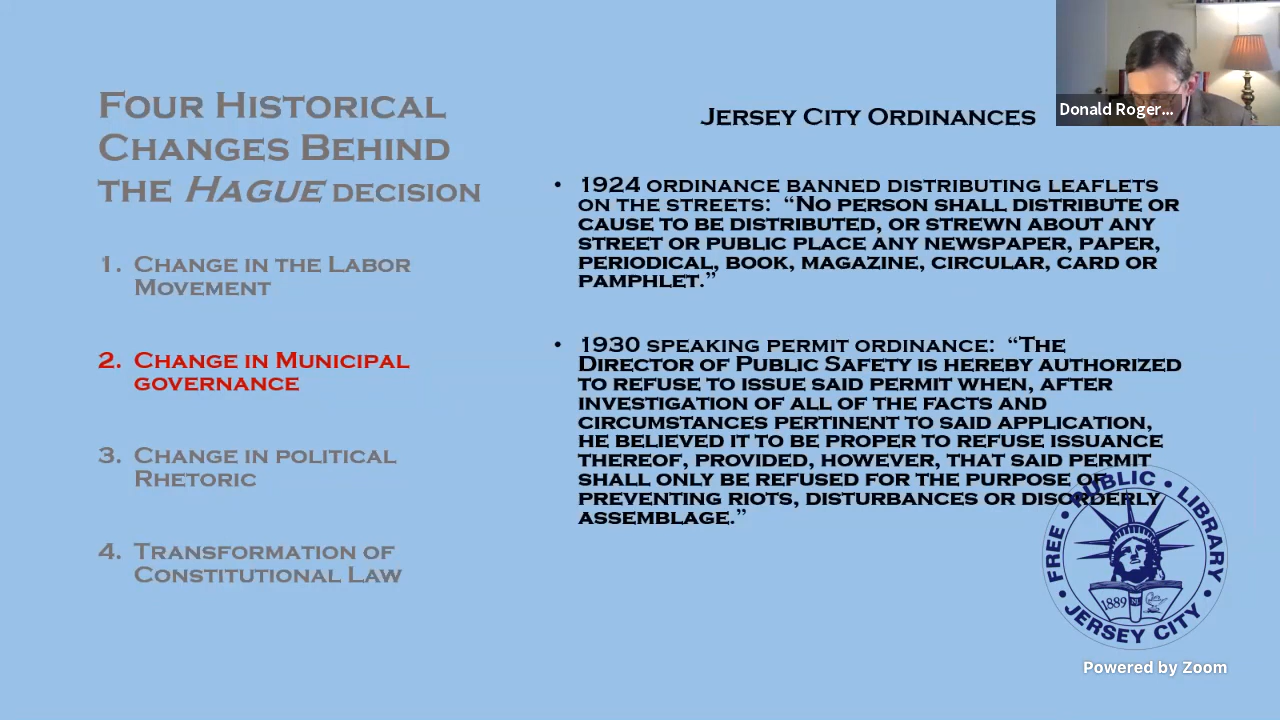 Four Historical
Changes Behind
the Hague decision
1. Change in the Labor
Movement
2. Change in Municipal
governance
3. Change in political
Rhetoric
4. Transformation of
Constitutional Law
Jersey City Ordinances
• 1924 ordinance banned distributing leaflets
on the streets: “No person shall distribute or
cause to be distributed, or strewn about any
street or public place any newspaper, paper,
periodical, book, magazine, circular, card or
pamphlet.”
• 1930 speaking permit ordinance: “The
Director of Public Safety is hereby authorized
to refuse to issue said permit when, after
investigation of all of the facts and
circumstances pertinent to said application,
he believed it to be proper to refuse issuance
thereof, provided, however, that said permit
shall only be refused for the purpose of
preventing riots, disturbances or disorderly
assemblage.”
Donald Roger...
FREE • PUBLIC • LIBRARY
• JERSEY CITY •
1889 NJ
Powered by Zoom